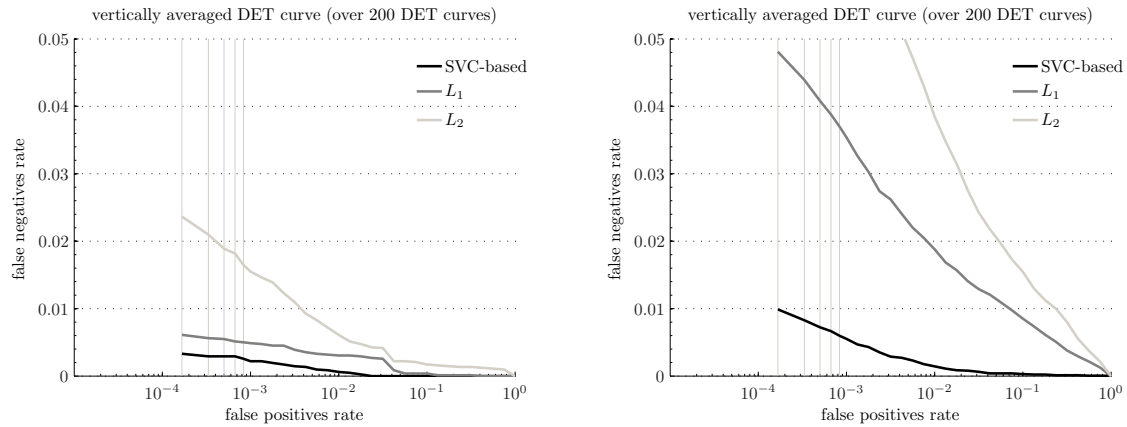 vertically averaged DET curve (over 200 DET curves)
0.05
0.04
0.03
0.02
0.01
0
false negatives rate
SVC-based
L₁
L₂
10⁻⁴
10⁻³
10⁻²
10⁻¹
10⁰
false positives rate
vertically averaged DET curve (over 200 DET curves)
0.05
0.04
0.03
0.02
0.01
0
false negatives rate
SVC-based
L₁
L₂
10⁻⁴
10⁻³
10⁻²
10⁻¹
10⁰
false positives rate